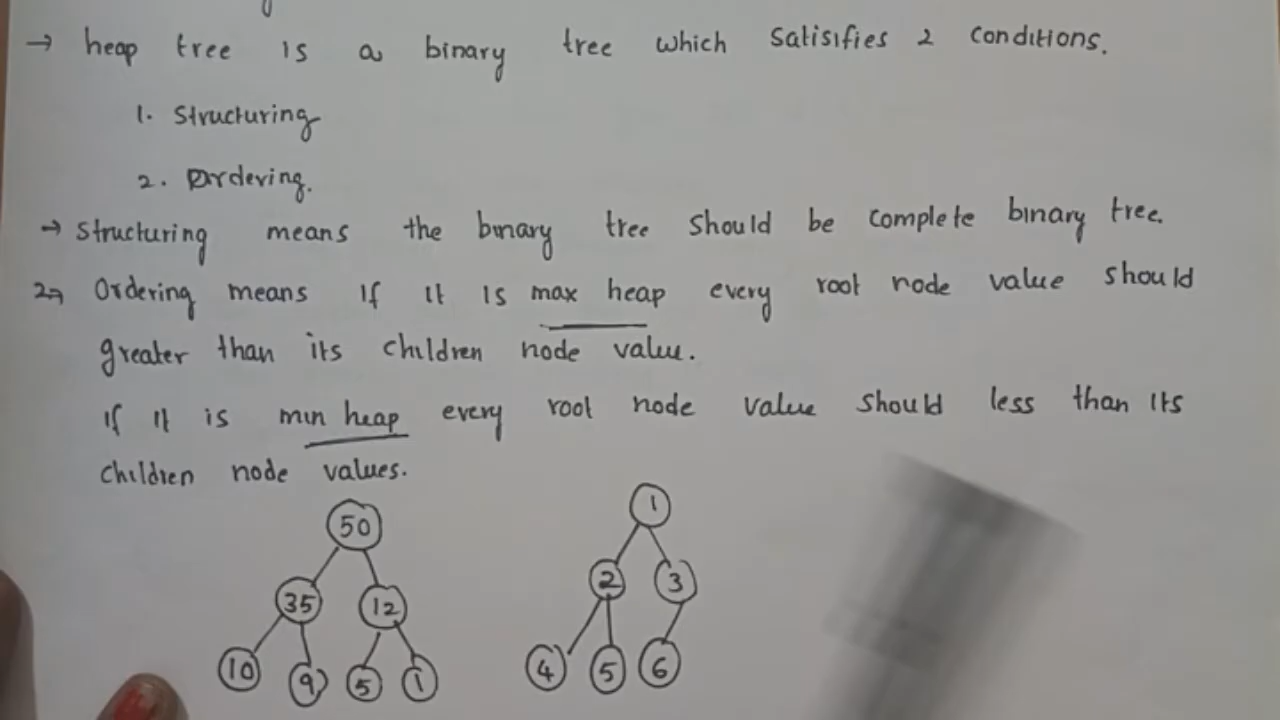 → heap tree is a binary tree which satisifies 2 conditions.
1. Structuring
2. Ordering.
→ Structuring means the binary tree should be complete binary tree.
2→ Ordering means if it is max heap every root node value should
greater than its children node value.
if it is min heap every root node value should less than its
children node values.
50 1
35 12 2 3
10 9 5 1 4 5 6